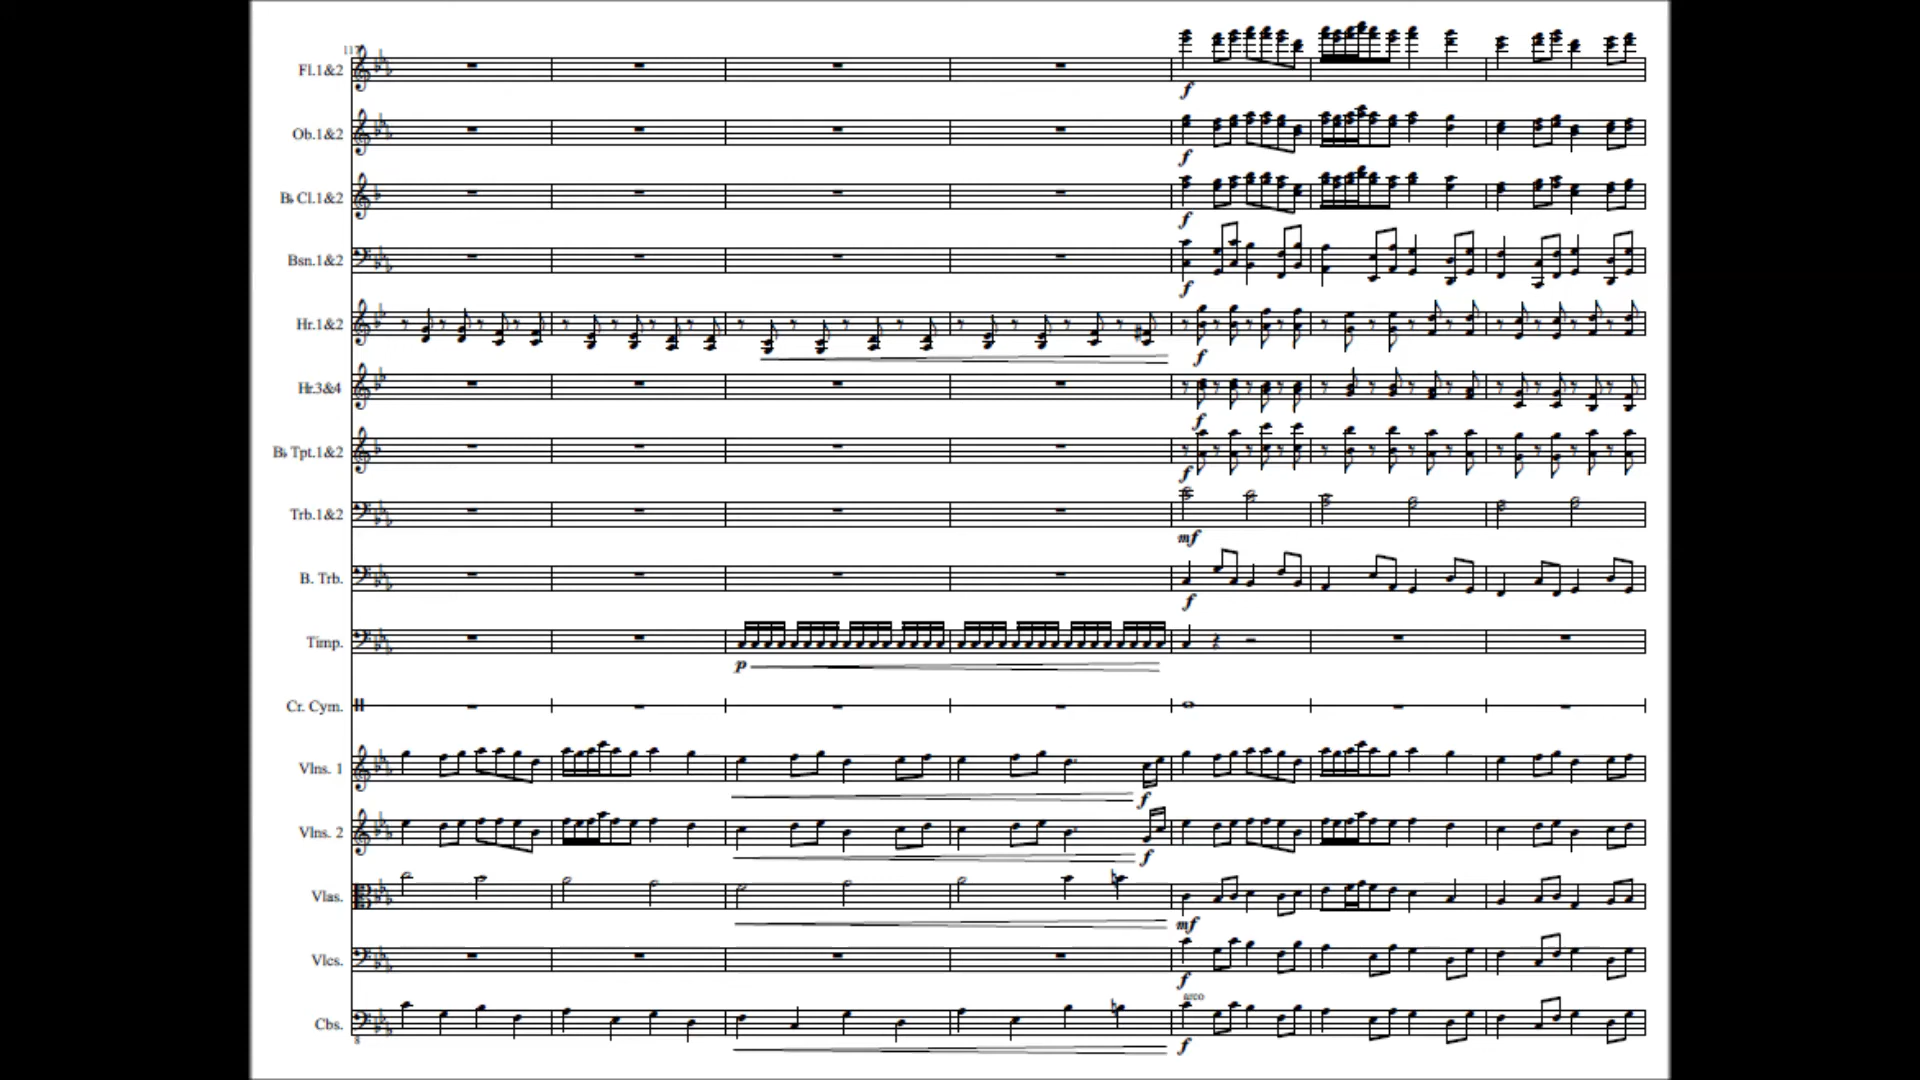 117
Fl.1&2
f
Ob.1&2
f
B♭ Cl.1&2
f
Bsn.1&2
f
Hr.1&2
f
Hr.3&4
f
B♭ Tpt.1&2
f
Trb.1&2
mf
B. Trb.
f
Timp.
p
Cr. Cym.
Vlns. 1
f
Vlns. 2
f
Vlas.
mf
Vlcs.
f
arco
Cbs.
8
f